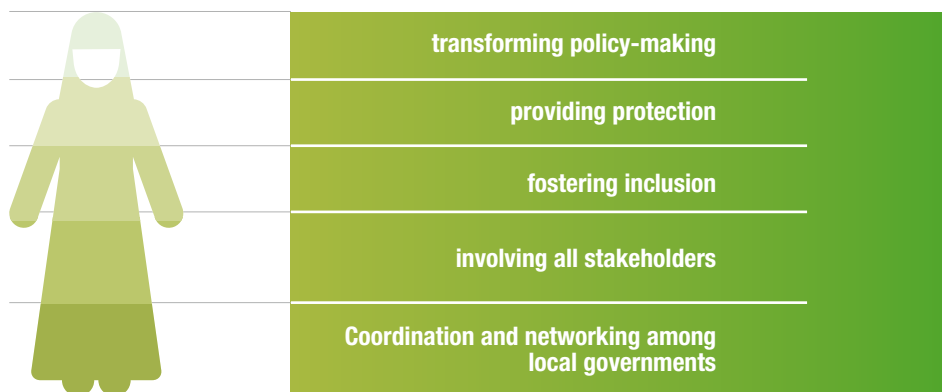 transforming policy-making
providing protection
fostering inclusion
involving all stakeholders
Coordination and networking among
local governments